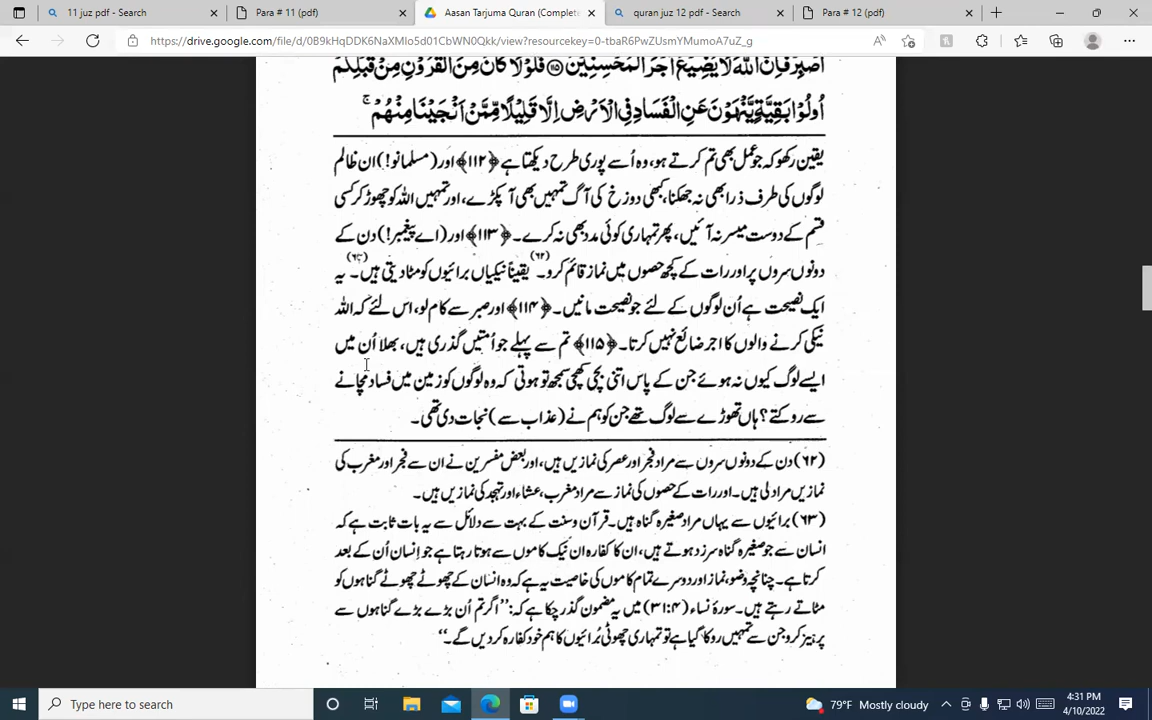 11 juz pdf - Search
Para # 11 (pdf)
Aasan Tarjuma Quran (Complete
quran juz 12 pdf - Search
Para # 12 (pdf)
https://drive.google.com/file/d/0B9kHqDDK6NaXMlo5d01CbWN0Qkk/view?resourcekey=0-tbaR6PwZUsmYMumoA7uZ_g
اصْبِرْ فَاِنَّ اللّٰهَ لَا يُضِيْعُ اَجْرَ الْمُحْسِنِيْنَ ﴿۱۱۵﴾ فَلَوْ لَا كَانَ مِنَ الْقُرُوْنِ مِنْ قَبْلِكُمْ
اُولُوْا بَقِيَّةٍ يَّنْهَوْنَ عَنِ الْفَسَادِ فِي الْاَرْضِ اِلَّا قَلِيْلًا مِّمَّنْ اَنْجَيْنَا مِنْهُمْ ۚ
یقین رکھو کہ جو عمل بھی تم کرتے ہو، وہ اُسے پوری طرح دیکھتا ہے ﴿۱۱۲﴾ اور (مسلمانو!) ان ظالم
لوگوں کی طرف ذرا بھی نہ جھکنا، کبھی دوزخ کی آگ تمہیں بھی آ پکڑے، اور تمہیں اللہ کو چھوڑ کر کسی
قسم کے دوست میسر نہ آئیں، پھر تمہاری کوئی مدد بھی نہ کرے۔ ﴿۱۱۳﴾ اور (اے پیغمبر!) دن کے
دونوں سروں پر اور رات کے کچھ حصوں میں نماز قائم کرو۔ (۶۲) یقیناً نیکیاں برائیوں کو مٹا دیتی ہیں۔ (۶۳) یہ
ایک نصیحت ہے اُن لوگوں کے لئے جو نصیحت مانیں۔ ﴿۱۱۴﴾ اور صبر سے کام لو، اس لئے کہ اللہ
نیکی کرنے والوں کا اجر ضائع نہیں کرتا۔ ﴿۱۱۵﴾ تم سے پہلے جو اُمتیں گذری ہیں، بھلا اُن میں
ایسے لوگ کیوں نہ ہوئے جن کے پاس اتنی بچی کھچی سمجھ تو ہوتی کہ وہ لوگوں کو زمین میں فساد مچانے
سے روکتے؟ ہاں تھوڑے سے لوگ تھے جن کو ہم نے (عذاب سے) نجات دی تھی۔
(۶۲) دن کے دونوں سروں سے مراد فجر اور عصر کی نمازیں ہیں، اور بعض مفسرین نے ان سے فجر اور مغرب کی
نمازیں مراد لی ہیں۔ اور رات کے حصوں کی نماز سے مراد مغرب، عشاء اور تہجد کی نمازیں ہیں۔
(۶۳) برائیوں سے یہاں مراد صغیرہ گناہ ہیں۔ قرآن و سنت کے بہت سے دلائل سے یہ بات ثابت ہے کہ
انسان سے جو صغیرہ گناہ سرزد ہوتے ہیں، ان کا کفارہ ان نیک کاموں سے ہوتا رہتا ہے جو انسان اُن کے بعد
کرتا ہے۔ چنانچہ وضو، نماز اور دوسرے تمام کاموں کی خاصیت یہ ہے کہ وہ انسان کے چھوٹے چھوٹے گناہوں کو
مٹاتے رہتے ہیں۔ سورۂ نساء (۳۱:۴) میں یہ مضمون گذر چکا ہے کہ: ”اگر تم اُن بڑے بڑے گناہوں سے
پرہیز کرو جن سے تمہیں روکا گیا ہے تو تمہاری چھوٹی بُرائیوں کا ہم خود کفارہ کر دیں گے۔“
Type here to search
79°F Mostly cloudy
4:31 PM
4/10/2022